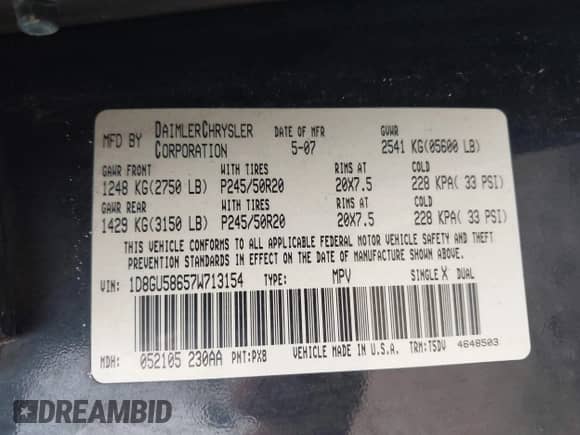 MFD BY DAIMLERCHRYSLER CORPORATION
DATE OF MFR 5-07
GVWR 2541 KG(05600 LB)
GAWR FRONT WITH TIRES RIMS AT COLD
1248 KG(2750 LB) P245/50R20 20X7.5 228 KPA( 33 PSI)
GAWR REAR WITH TIRES RIMS AT COLD
1429 KG(3150 LB) P245/50R20 20X7.5 228 KPA( 33 PSI)
THIS VEHICLE CONFORMS TO ALL APPLICABLE FEDERAL MOTOR VEHICLE SAFETY AND THEFT
PREVENTION STANDARDS IN EFFECT ON THE DATE OF MANUFACTURE SHOWN ABOVE.
VIN: 1D8GU58657W713154 TYPE: MPV SINGLE X DUAL
MDH: 052105 230AA PNT:PXB VEHICLE MADE IN U.S.A. TRM:T5DV 4648503
DREAMBID